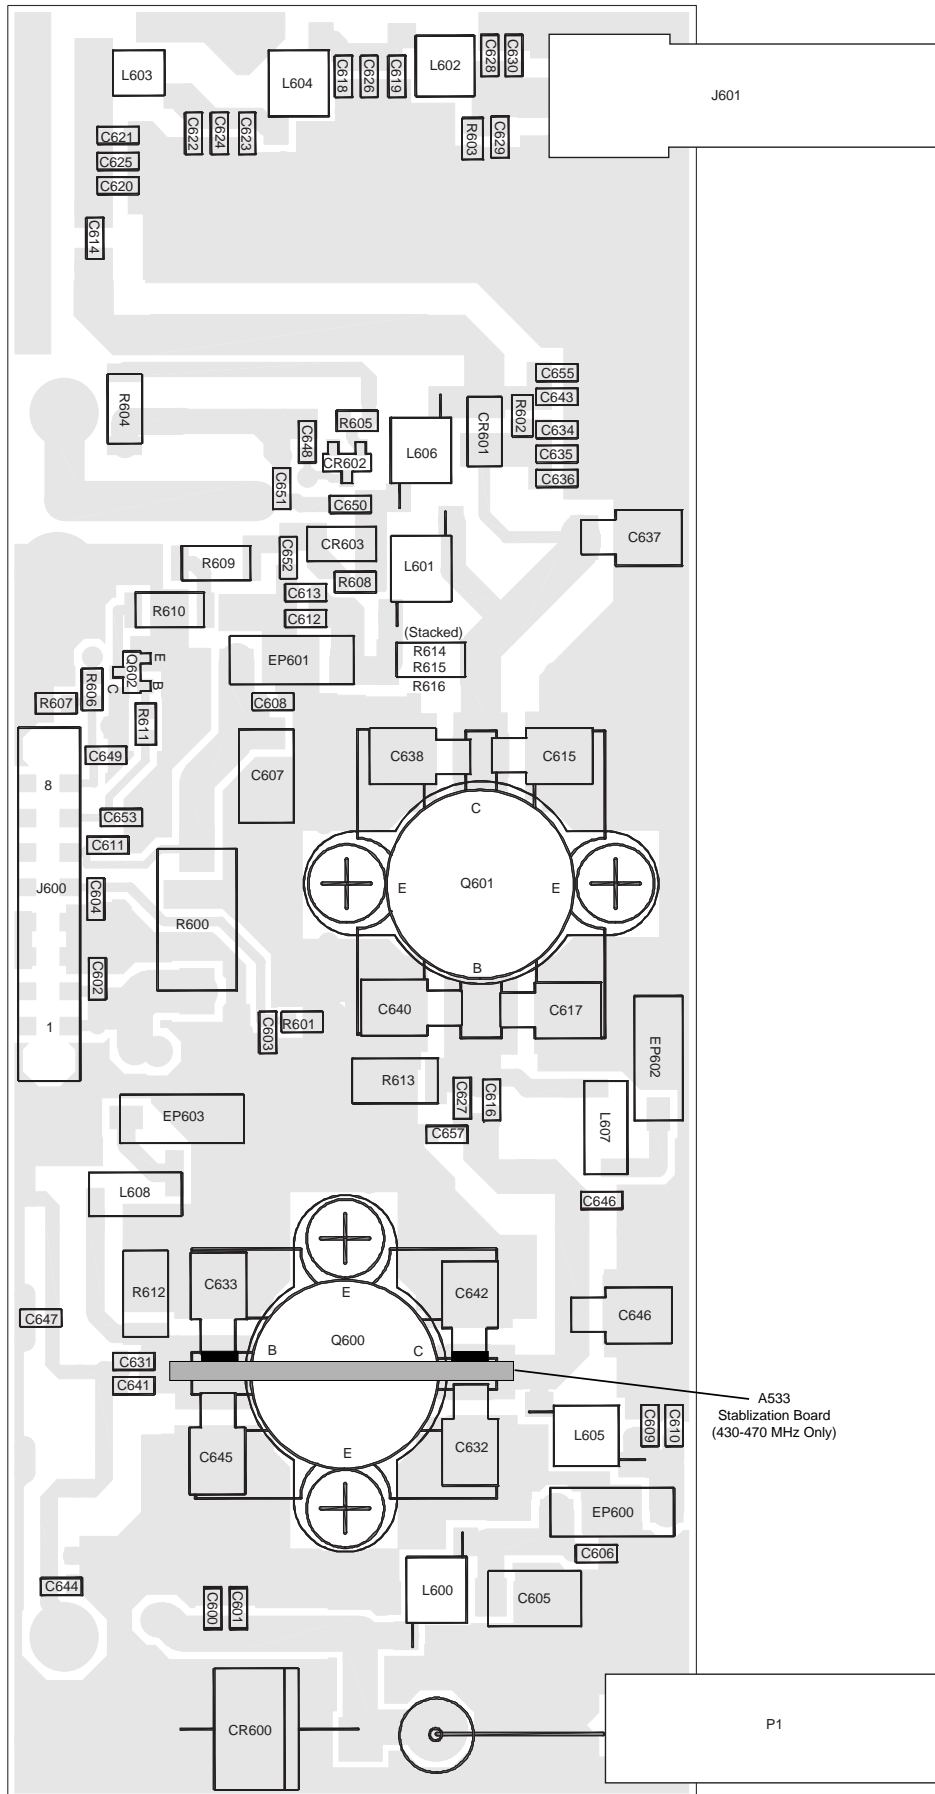 L603
L604
C618
C626
C619
L602
C628
C630
J601
C621
C625
C620
C622
C624
C623
R603
C629
C614
R604
C648
R605
CR602
L606
CR601
R602
C655
C643
C634
C635
C636
C651
C650
C637
R609
C652
CR603
R608
L601
C613
C612
R610
(Stacked)
R614
R615
R616
EP601
Q602
E
B
C
R607
R606
R611
C608
C649
C607
C638
C615
8
C653
C611
J600
C604
C602
1
R600
C
E
Q601
E
B
C603
R601
C640
C617
EP602
R613
C627
C616
C657
L607
EP603
L608
C646
R612
C633
E
C642
C646
C647
Q600
B
C
C631
C641
A533
Stablization Board
(430-470 MHz Only)
C645
E
C632
L605
C609
C610
EP600
C606
C644
C600
C601
L600
C605
CR600
P1